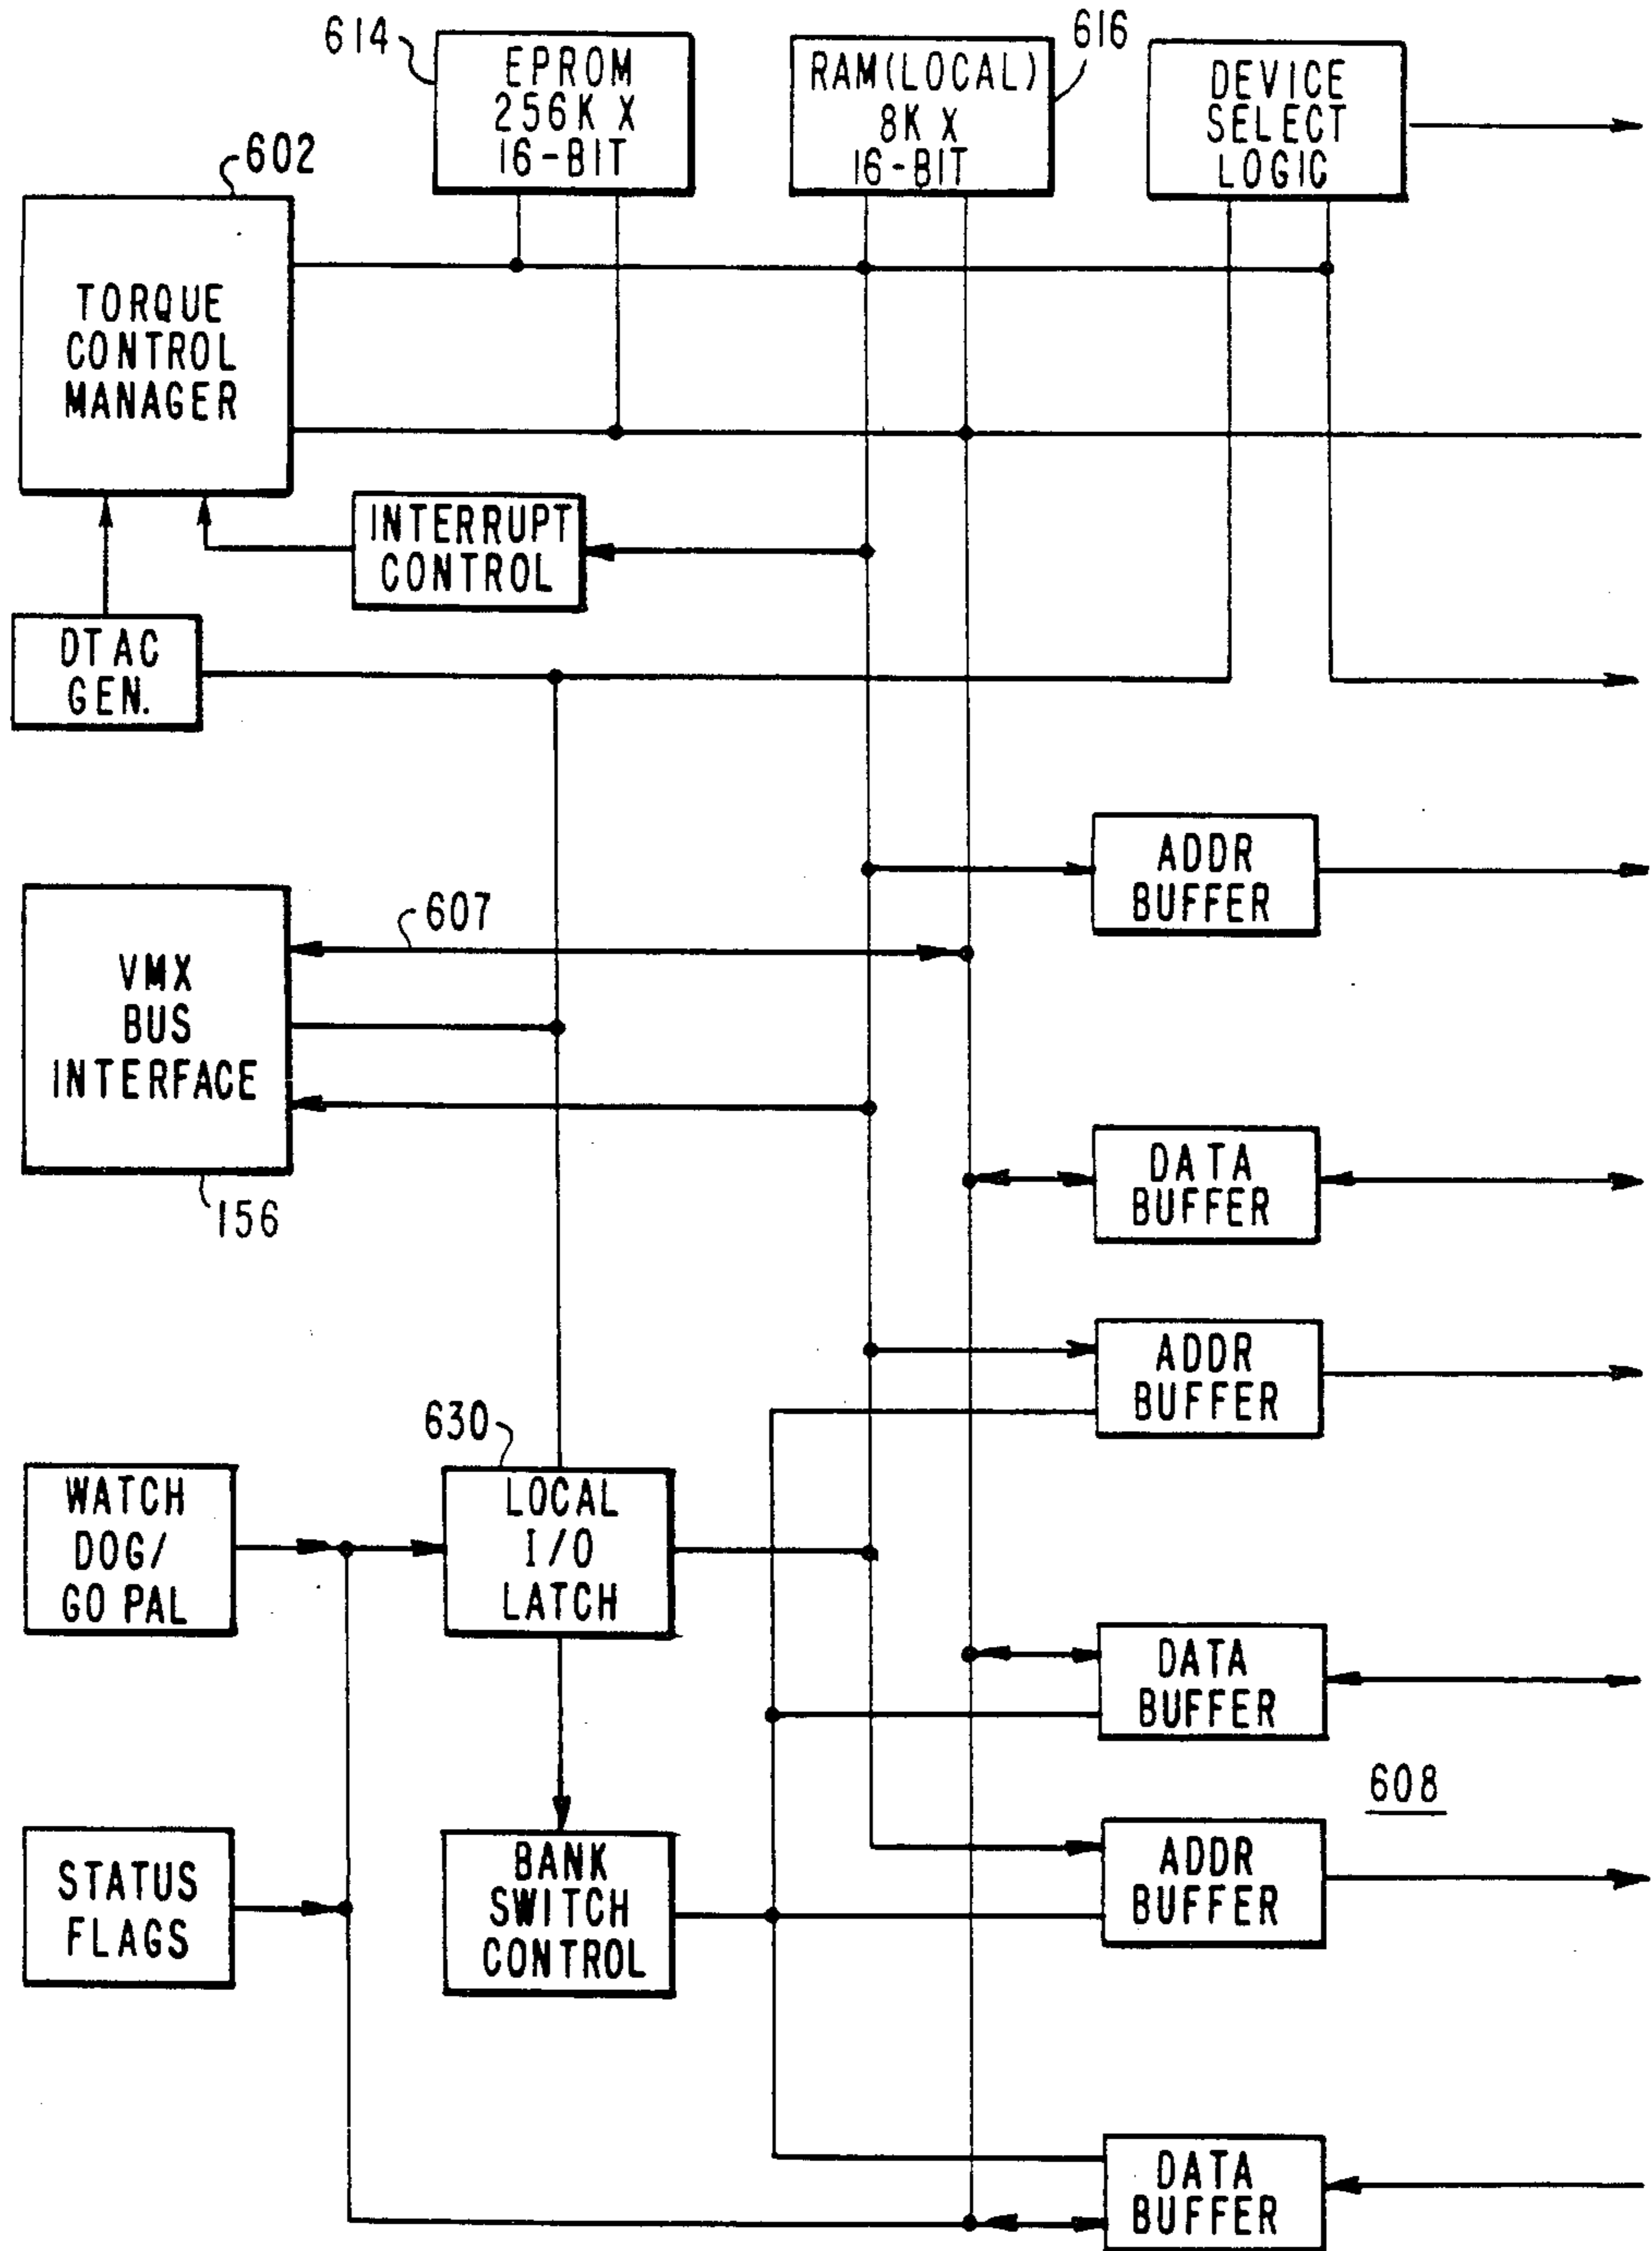 614
EPROM
256K X
16-BIT
RAM(LOCAL)
8K X
16-BIT
616
DEVICE
SELECT
LOGIC
602
TORQUE
CONTROL
MANAGER
INTERRUPT
CONTROL
DTAC
GEN.
ADDR
BUFFER
607
VMX
BUS
INTERFACE
156
DATA
BUFFER
ADDR
BUFFER
630
WATCH
DOG/
GO PAL
LOCAL
I/O
LATCH
DATA
BUFFER
608
STATUS
FLAGS
BANK
SWITCH
CONTROL
ADDR
BUFFER
DATA
BUFFER